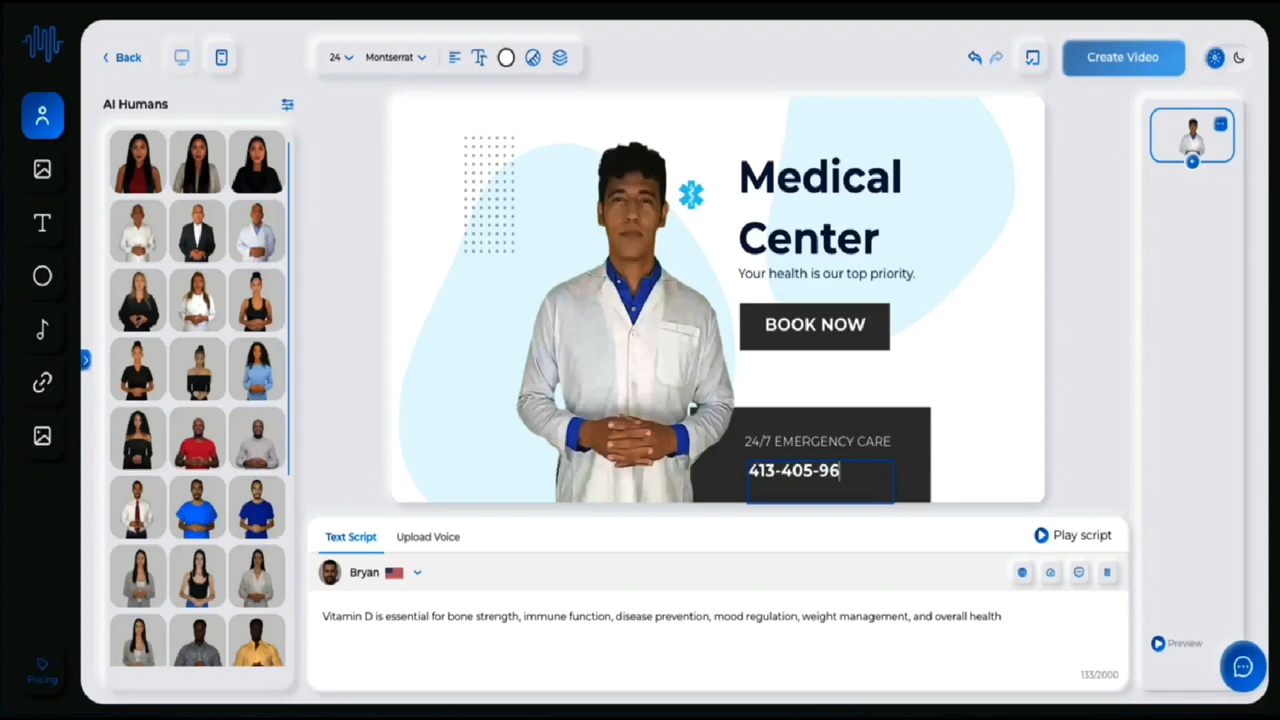 Back
24
Montserrat
Create Video
AI Humans
Medical
Center
Your health is our top priority.
BOOK NOW
24/7 EMERGENCY CARE
413-405-96
Text Script
Upload Voice
Play script
Bryan
Vitamin D is essential for bone strength, immune function, disease prevention, mood regulation, weight management, and overall health
133/2000
Preview
Pricing